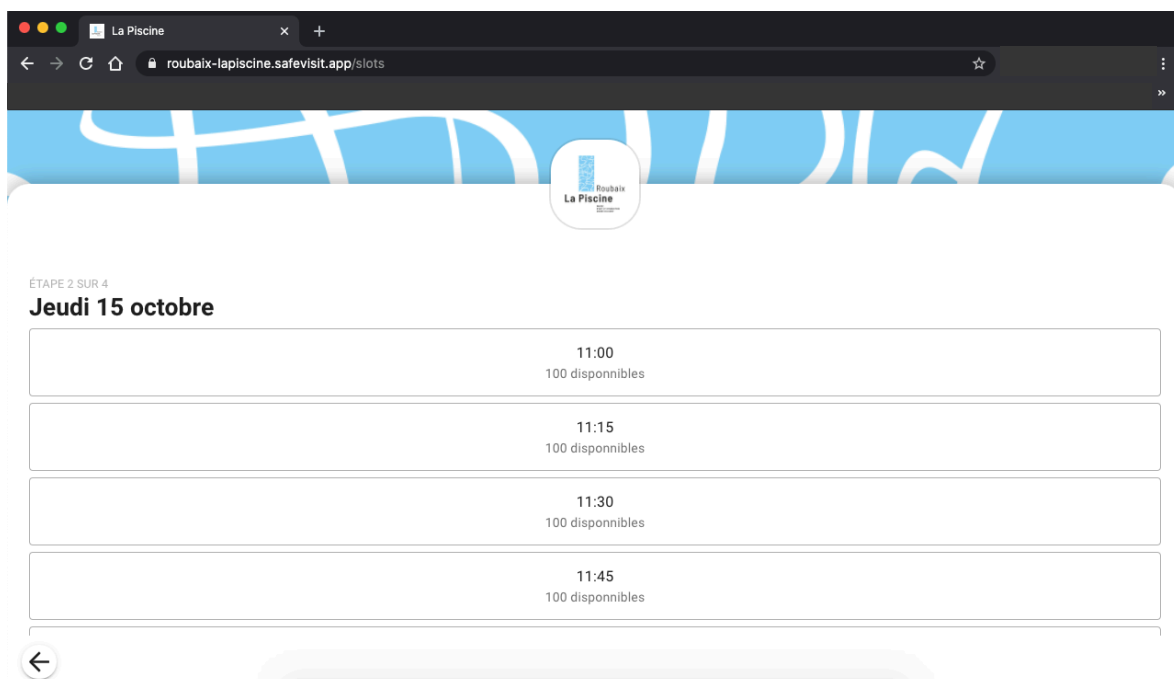 La Piscine
roubaix-lapiscine.safevisit.app/slots
Roubaix
La Piscine
ÉTAPE 2 SUR 4
Jeudi 15 octobre
11:00
100 disponnibles
11:15
100 disponnibles
11:30
100 disponnibles
11:45
100 disponnibles